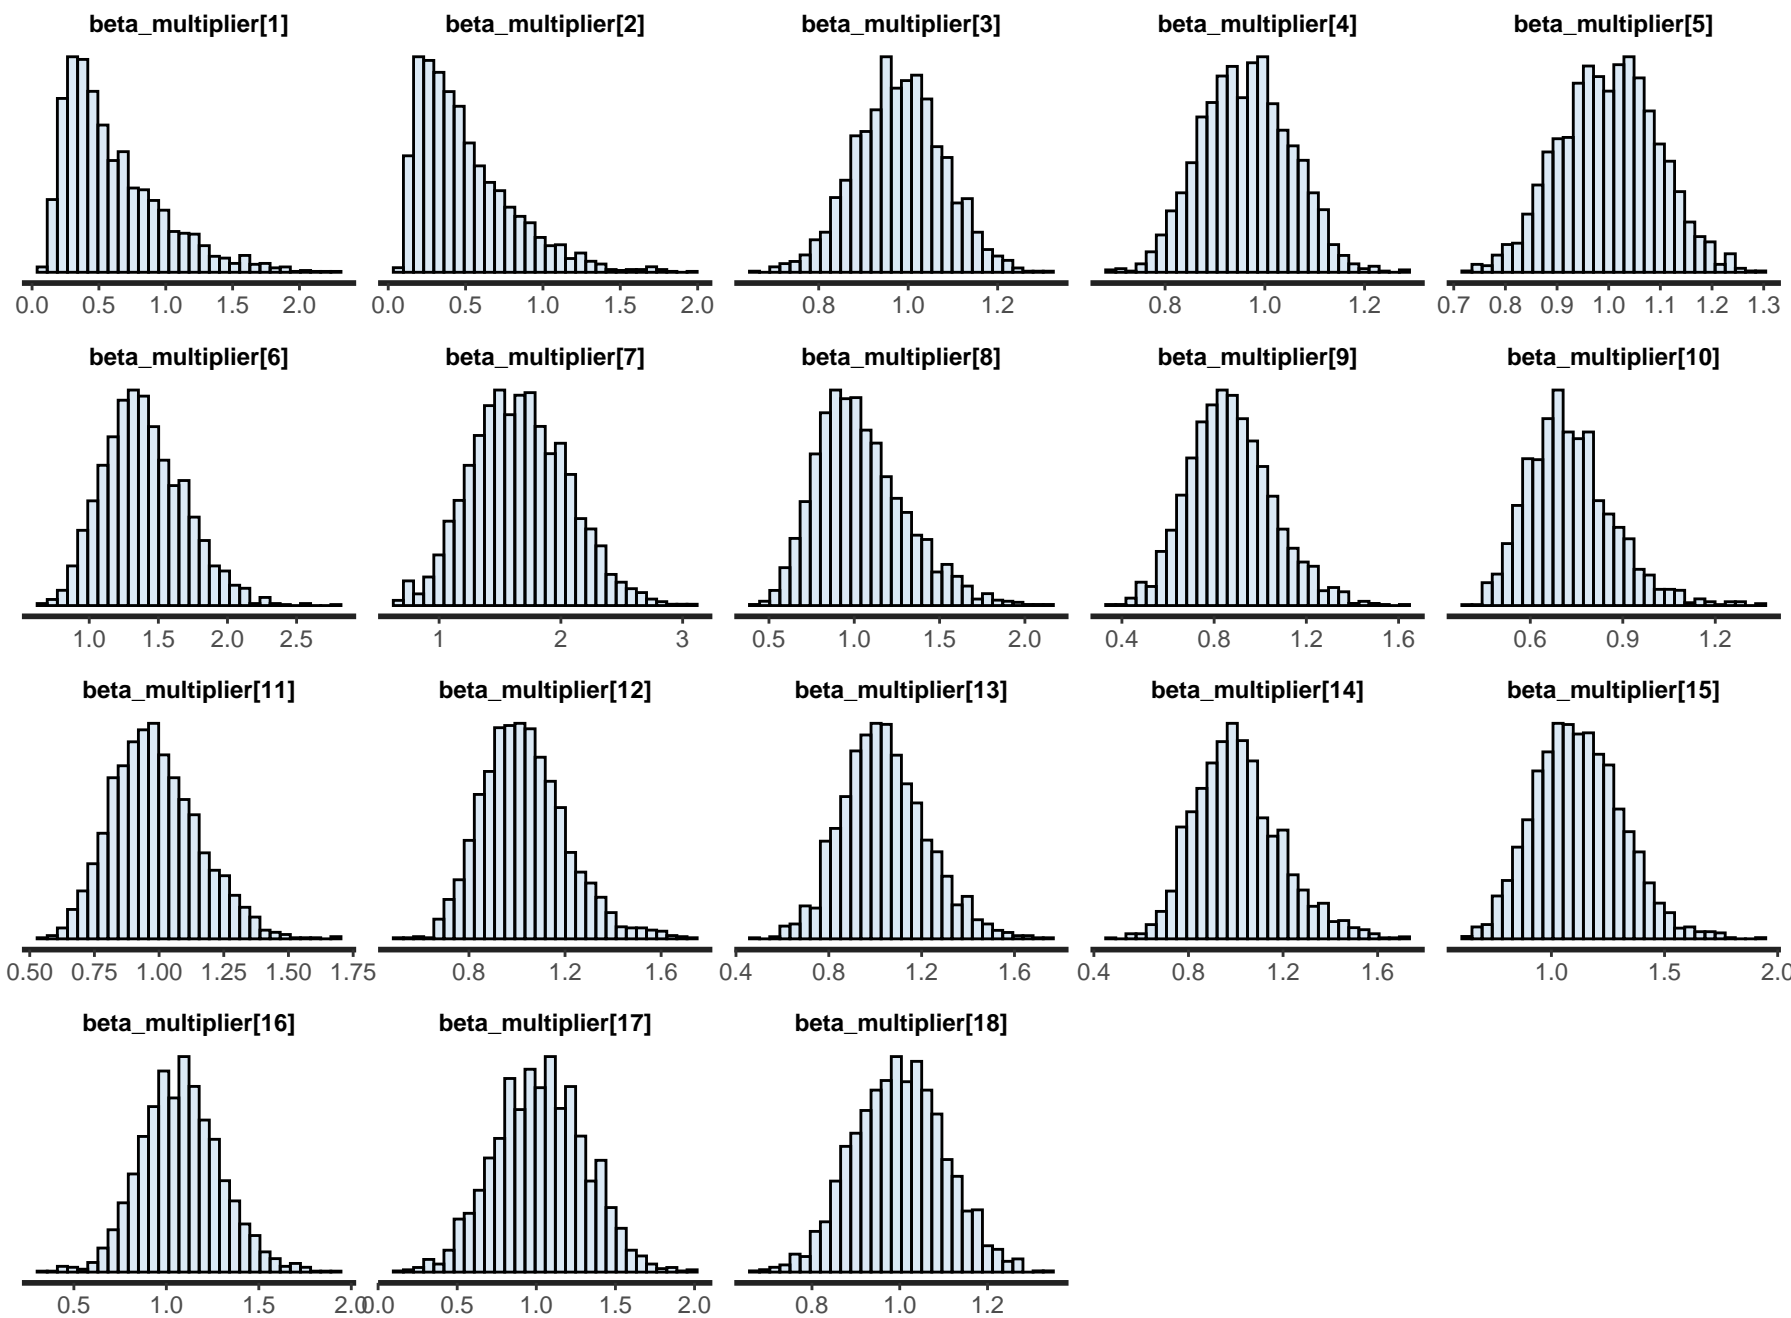 beta_multiplier[1] beta_multiplier[2] beta_multiplier[3] beta_multiplier[4] beta_multiplier[5]
0.0 0.5 1.0 1.5 2.0 0.0 0.5 1.0 1.5 2.0 0.8 1.0 1.2 0.8 1.0 1.2 0.7 0.8 0.9 1.0 1.1 1.2 1.3
beta_multiplier[6] beta_multiplier[7] beta_multiplier[8] beta_multiplier[9] beta_multiplier[10]
1.0 1.5 2.0 2.5 1 2 3 0.5 1.0 1.5 2.0 0.4 0.8 1.2 1.6 0.6 0.9 1.2
beta_multiplier[11] beta_multiplier[12] beta_multiplier[13] beta_multiplier[14] beta_multiplier[15]
0.50 0.75 1.00 1.25 1.50 1.75 0.8 1.2 1.6 0.4 0.8 1.2 1.6 0.4 0.8 1.2 1.6 1.0 1.5 2.0
beta_multiplier[16] beta_multiplier[17] beta_multiplier[18]
0.5 1.0 1.5 2.0 0.0 0.5 1.0 1.5 2.0 0.8 1.0 1.2